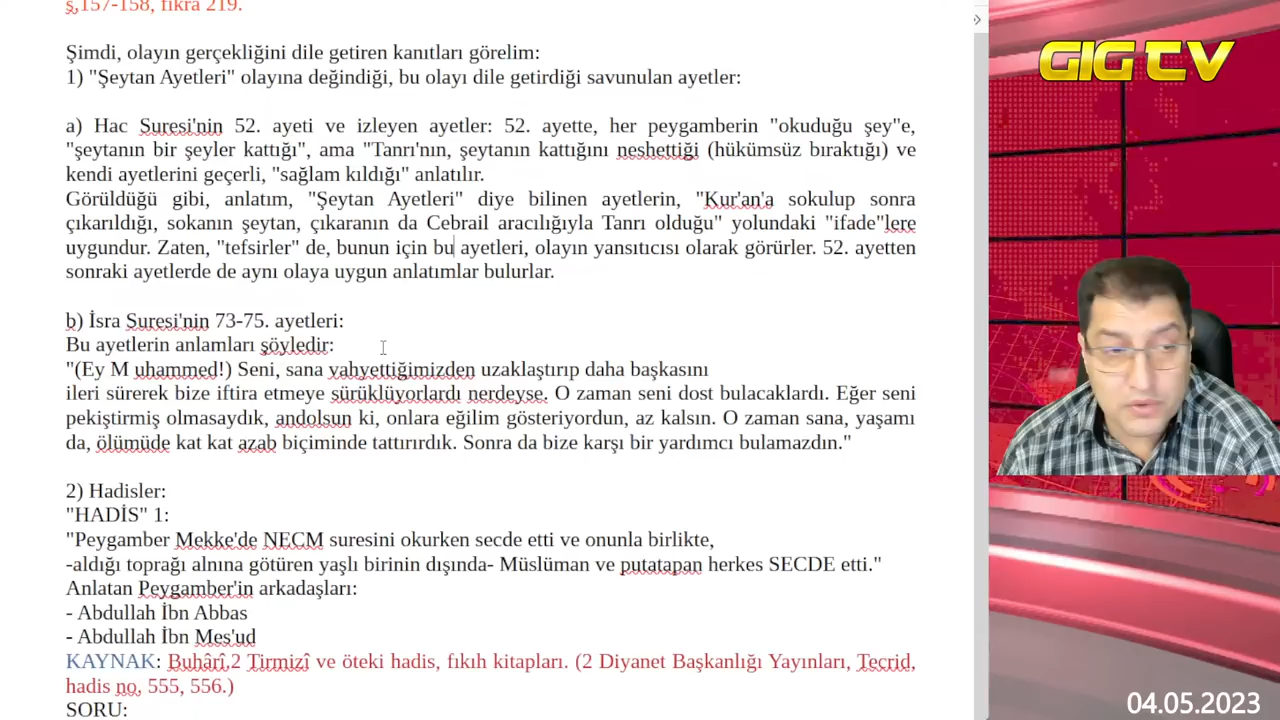 ş,157-158, fıkra 219.
Şimdi, olayın gerçekliğini dile getiren kanıtları görelim:
1) "Şeytan Ayetleri" olayına değindiği, bu olayı dile getirdiği savunulan ayetler:
a) Hac Suresi'nin 52. ayeti ve izleyen ayetler: 52. ayette, her peygamberin "okuduğu şey"e,
"şeytanın bir şeyler kattığı", ama "Tanrı'nın, şeytanın kattığını neshettiği (hükümsüz bıraktığı) ve
kendi ayetlerini geçerli, "sağlam kıldığı" anlatılır.
Görüldüğü gibi, anlatım, "Şeytan Ayetleri" diye bilinen ayetlerin, "Kur'an'a sokulup sonra
çıkarıldığı, sokanın şeytan, çıkaranın da Cebrail aracılığıyla Tanrı olduğu" yolundaki "ifade"lere
uygundur. Zaten, "tefsirler" de, bunun için bu ayetleri, olayın yansıtıcısı olarak görürler. 52. ayetten
sonraki ayetlerde de aynı olaya uygun anlatımlar bulurlar.
b) İsra Suresi'nin 73-75. ayetleri:
Bu ayetlerin anlamları şöyledir:
"(Ey M uhammed!) Seni, sana vahyettiğimizden uzaklaştırıp daha başkasını
ileri sürerek bize iftira etmeye sürüklüyorlardı nerdeyse. O zaman seni dost bulacaklardı. Eğer seni
pekiştirmiş olmasaydık, andolsun ki, onlara eğilim gösteriyordun, az kalsın. O zaman sana, yaşamı
da, ölümüde kat kat azab biçiminde tattırırdık. Sonra da bize karşı bir yardımcı bulamazdın."
2) Hadisler:
"HADİS" 1:
"Peygamber Mekke'de NECM suresini okurken secde etti ve onunla birlikte,
-aldığı toprağı alnına götüren yaşlı birinin dışında- Müslüman ve putatapan herkes SECDE etti."
Anlatan Peygamber'in arkadaşları:
- Abdullah İbn Abbas
- Abdullah İbn Mes'ud
KAYNAK: Buhârî,2 Tirmizî ve öteki hadis, fıkıh kitapları. (2 Diyanet Başkanlığı Yayınları, Tecrid,
hadis no, 555, 556.)
SORU:
GIG TV
04.05.2023